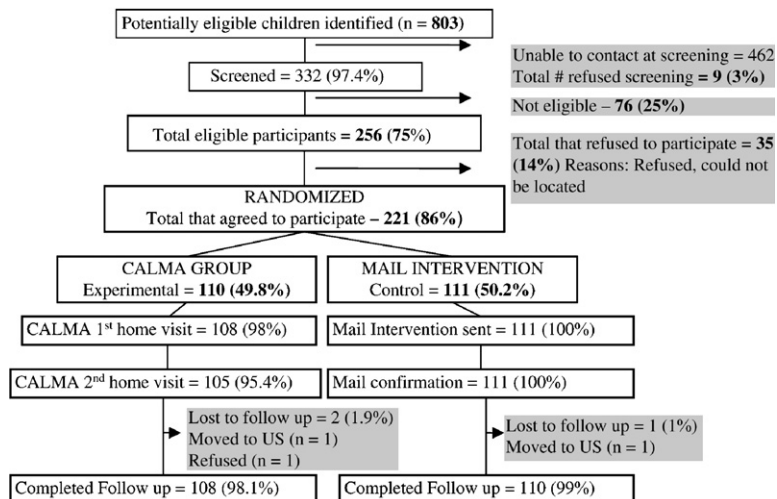 Potentially eligible children identified (n = 803)
Unable to contact at screening = 462
Total # refused screening = 9 (3%)
Screened = 332 (97.4%)
Not eligible – 76 (25%)
Total eligible participants = 256 (75%)
Total that refused to participate = 35
(14%) Reasons: Refused, could not
be located
RANDOMIZED
Total that agreed to participate – 221 (86%)
CALMA GROUP
Experimental = 110 (49.8%)
MAIL INTERVENTION
Control = 111 (50.2%)
CALMA 1st home visit = 108 (98%)
Mail Intervention sent = 111 (100%)
CALMA 2nd home visit = 105 (95.4%)
Mail confirmation = 111 (100%)
Lost to follow up = 2 (1.9%)
Moved to US (n = 1)
Refused (n = 1)
Lost to follow up = 1 (1%)
Moved to US (n = 1)
Completed Follow up = 108 (98.1%)
Completed Follow up = 110 (99%)